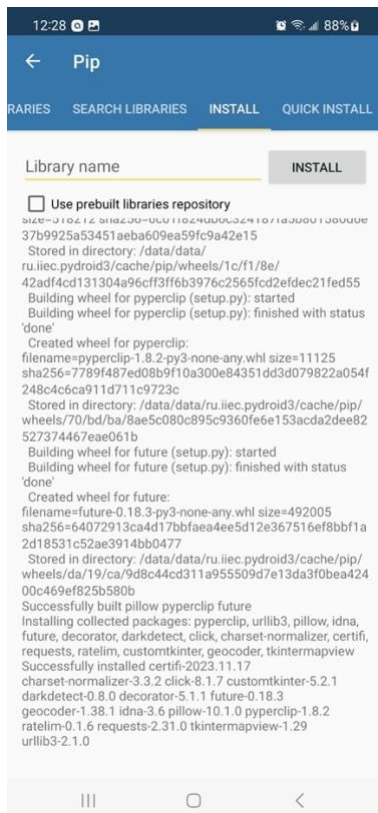 12:28
88%
Pip
RARIES SEARCH LIBRARIES INSTALL QUICK INSTALL
Library name
INSTALL
Use prebuilt libraries repository
37b9925a53451aeba609ea59fc9a42e15
Stored in directory: /data/data/
ru.iiec.pydroid3/cache/pip/wheels/1c/f1/8e/
42adf4cd131304a96cff3ff6b3976c2565fcd2efdec21fed55
Building wheel for pyperclip (setup.py): started
Building wheel for pyperclip (setup.py): finished with status
'done'
Created wheel for pyperclip:
filename=pyperclip-1.8.2-py3-none-any.whl size=11125
sha256=7789f487ed08b9f10a300e84351dd3d079822a054f
248c4c6ca911d711c9723c
Stored in directory: /data/data/ru.iiec.pydroid3/cache/pip/
wheels/70/bd/ba/8ae5c080c895c9360fe6e153acda2dee82
527374467eae061b
Building wheel for future (setup.py): started
Building wheel for future (setup.py): finished with status
'done'
Created wheel for future:
filename=future-0.18.3-py3-none-any.whl size=492005
sha256=64072913ca4d17bbfaea4ee5d12e367516ef8bbf1a
2d18531c52ae3914bb0477
Stored in directory: /data/data/ru.iiec.pydroid3/cache/pip/
wheels/da/19/ca/9d8c44cd311a955509d7e13da3f0bea424
00c469ef825b580b
Successfully built pillow pyperclip future
Installing collected packages: pyperclip, urllib3, pillow, idna,
future, decorator, darkdetect, click, charset-normalizer, certifi,
requests, ratelim, customtkinter, geocoder, tkintermapview
Successfully installed certifi-2023.11.17
charset-normalizer-3.3.2 click-8.1.7 customtkinter-5.2.1
darkdetect-0.8.0 decorator-5.1.1 future-0.18.3
geocoder-1.38.1 idna-3.6 pillow-10.1.0 pyperclip-1.8.2
ratelim-0.1.6 requests-2.31.0 tkintermapview-1.29
urllib3-2.1.0